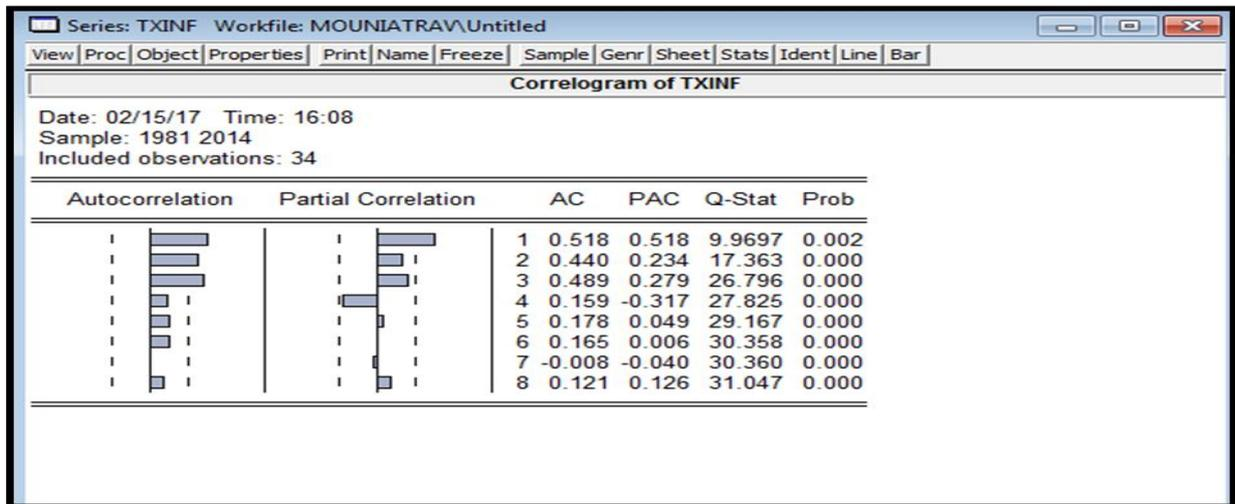 Series: TXINF Workfile: MOUNIATRAV\Untitled
View Proc Object Properties Print Name Freeze Sample Genr Sheet Stats Ident Line Bar
Correlogram of TXINF
Date: 02/15/17 Time: 16:08
Sample: 1981 2014
Included observations: 34
Autocorrelation Partial Correlation AC PAC Q-Stat Prob
1 0.518 0.518 9.9697 0.002
2 0.440 0.234 17.363 0.000
3 0.489 0.279 26.796 0.000
4 0.159 -0.317 27.825 0.000
5 0.178 0.049 29.167 0.000
6 0.165 0.006 30.358 0.000
7 -0.008 -0.040 30.360 0.000
8 0.121 0.126 31.047 0.000